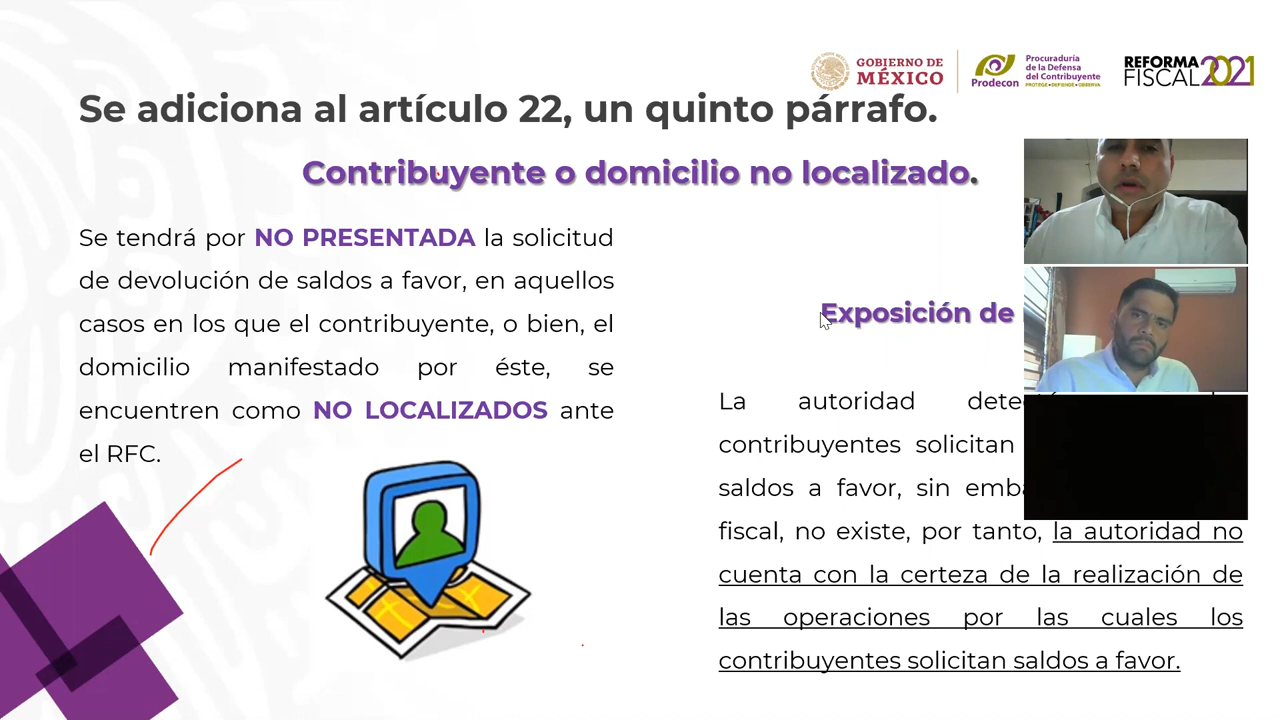 GOBIERNO DE
MÉXICO
Prodecon
Procuraduría
de la Defensa
del Contribuyente
PROTEGE•DEFIENDE•OBSERVA
REFORMA
FISCAL2021
Se adiciona al artículo 22, un quinto párrafo.
Contribuyente o domicilio no localizado.
Se tendrá por NO PRESENTADA la solicitud
de devolución de saldos a favor, en aquellos
casos en los que el contribuyente, o bien, el
domicilio manifestado por éste, se
encuentren como NO LOCALIZADOS ante
el RFC.
Exposición de
La autoridad
contribuyentes solicitan
saldos a favor, sin
fiscal, no existe, por tanto, la autoridad no
cuenta con la certeza de la realización de
las operaciones por las cuales los
contribuyentes solicitan saldos a favor.